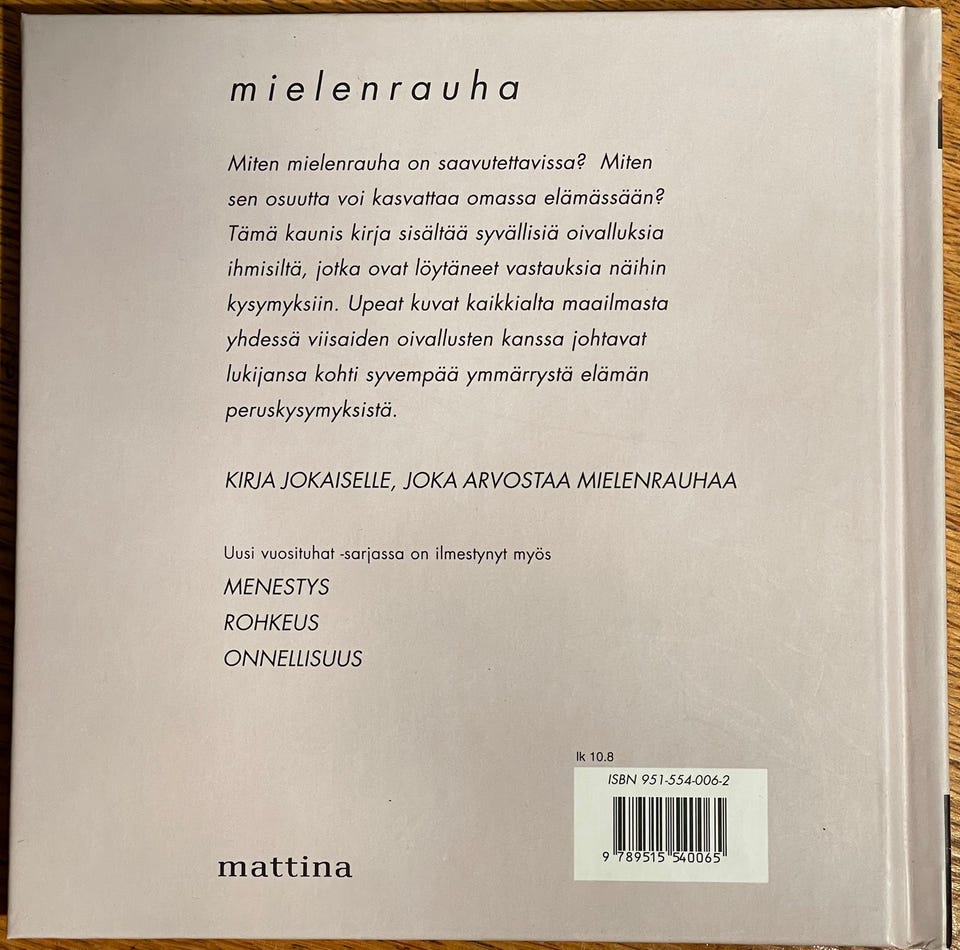 mielenrauha
Miten mielenrauha on saavutettavissa? Miten
sen osuutta voi kasvattaa omassa elämässään?
Tämä kaunis kirja sisältää syvällisiä oivalluksia
ihmisiltä, jotka ovat löytäneet vastauksia näihin
kysymyksiin. Upeat kuvat kaikkialta maailmasta
yhdessä viisaiden oivallusten kanssa johtavat
lukijansa kohti syvempää ymmärrystä elämän
peruskysymyksistä.
KIRJA JOKAISELLE, JOKA ARVOSTAA MIELENRAUHAA
Uusi vuosituhat -sarjassa on ilmestynyt myös
MENESTYS
ROHKEUS
ONNELLISUUS
lk 10.8
ISBN 951-554-006-2
9 789515 540065
mattina